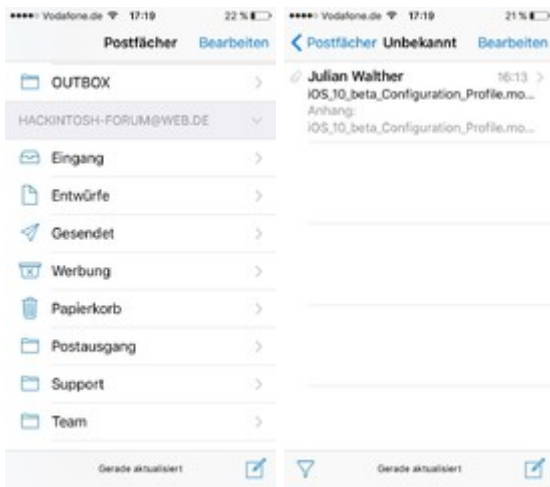 Vodafone.de 17:19 22 %
Postfächer Bearbeiten
OUTBOX
HACKINTOSH-FORUM@WEB.DE
Eingang
Entwürfe
Gesendet
Werbung
Papierkorb
Postausgang
Support
Team
Gerade aktualisiert
Vodafone.de 17:19 21 %
Postfächer Unbekannt Bearbeiten
Julian Walther 16:13
iOS_10_beta_Configuration_Profile.mo...
Anhang:
iOS_10_beta_Configuration_Profile.mo...
Gerade aktualisiert